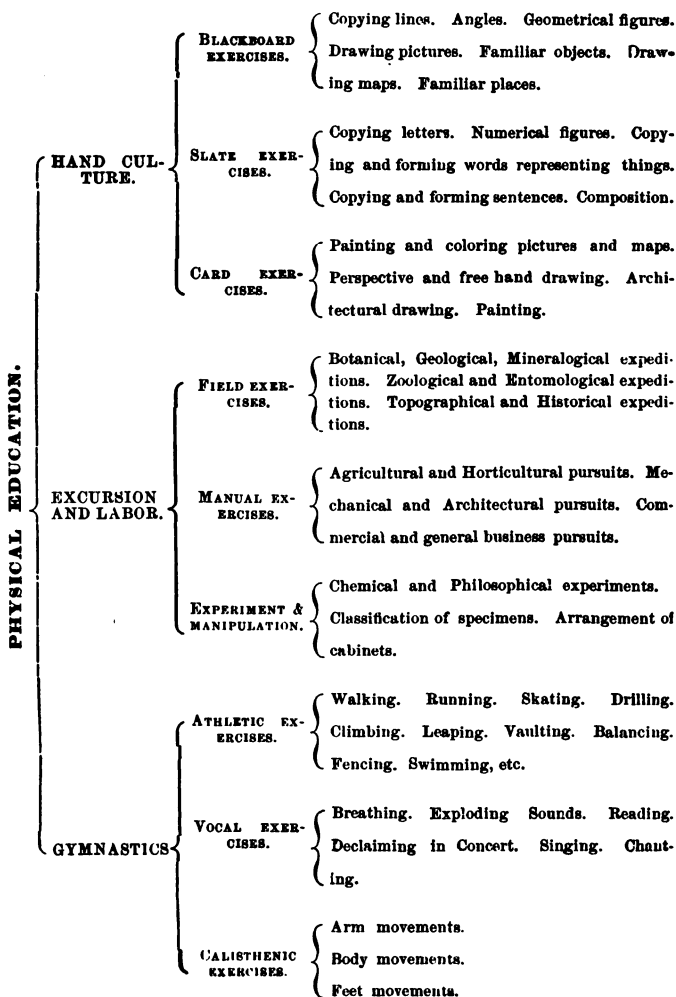 PHYSICAL EDUCATION.
HAND CUL-
TURE.
BLACKBOARD
EXERCISES.
Copying lines. Angles. Geometrical figures.
Drawing pictures. Familiar objects. Draw-
ing maps. Familiar places.
SLATE EXER-
CISES.
Copying letters. Numerical figures. Copy-
ing and forming words representing things.
Copying and forming sentences. Composition.
CARD EXER-
CISES.
Painting and coloring pictures and maps.
Perspective and free hand drawing. Archi-
tectural drawing. Painting.
EXCURSION
AND LABOR.
FIELD EXER-
CISES.
Botanical, Geological, Mineralogical expedi-
tions. Zoological and Entomological expedi-
tions. Topographical and Historical expedi-
tions.
MANUAL EX-
ERCISES.
Agricultural and Horticultural pursuits. Me-
chanical and Architectural pursuits. Com-
mercial and general business pursuits.
EXPERIMENT &
MANIPULATION.
Chemical and Philosophical experiments.
Classification of specimens. Arrangement of
cabinets.
GYMNASTICS
ATHLETIC EX-
ERCISES.
Walking. Running. Skating. Drilling.
Climbing. Leaping. Vaulting. Balancing.
Fencing. Swimming, etc.
VOCAL EXER-
CISES.
Breathing. Exploding Sounds. Reading.
Declaiming in Concert. Singing. Chant-
ing.
CALISTHENIC
EXERCISES.
Arm movements.
Body movements.
Feet movements.